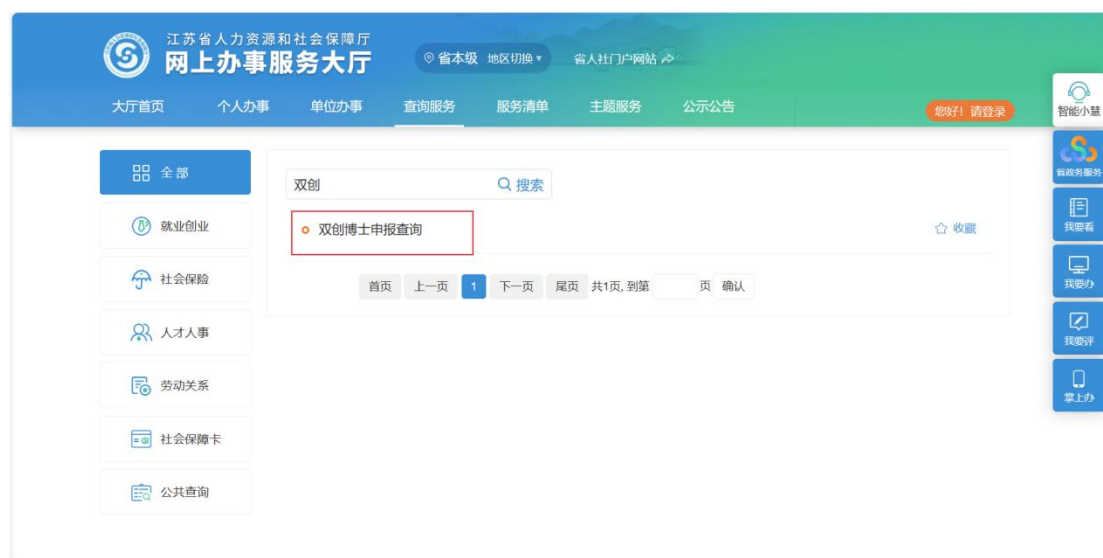 江苏省人力资源和社会保障厅
网上办事服务大厅
省本级 地区切换
省人社门户网站
大厅首页 个人办事 单位办事 查询服务 服务清单 主题服务 公示公告
您好！请登录
智能小慧
省政务服务
我要看
我要办
我要评
掌上办
全部
就业创业
社会保险
人才人事
劳动关系
社会保障卡
公共查询
双创 搜索
双创博士申报查询 收藏
首页 上一页 1 下一页 尾页 共1页, 到第 页 确认